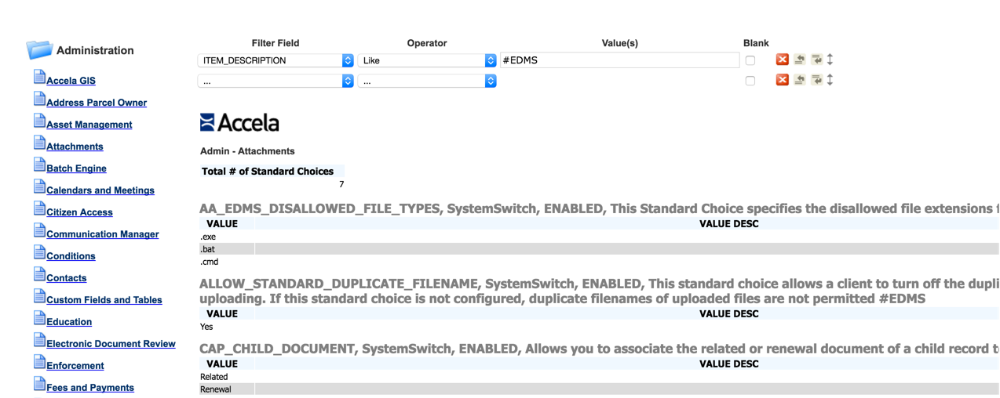 Administration
Accela GIS
Address Parcel Owner
Asset Management
Attachments
Batch Engine
Calendars and Meetings
Citizen Access
Communication Manager
Conditions
Contacts
Custom Fields and Tables
Education
Electronic Document Review
Enforcement
Fees and Payments
Filter Field Operator Value(s) Blank
ITEM_DESCRIPTION Like #EDMS
... ...
Accela
Admin - Attachments
Total # of Standard Choices
7
AA_EDMS_DISALLOWED_FILE_TYPES, SystemSwitch, ENABLED, This Standard Choice specifies the disallowed file extensions
VALUE VALUE DESC
.exe
.bat
.cmd
ALLOW_STANDARD_DUPLICATE_FILENAME, SystemSwitch, ENABLED, This standard choice allows a client to turn off the dupli
uploading. If this standard choice is not configured, duplicate filenames of uploaded files are not permitted #EDMS
VALUE VALUE DESC
Yes
CAP_CHILD_DOCUMENT, SystemSwitch, ENABLED, Allows you to associate the related or renewal document of a child record
VALUE VALUE DESC
Related
Renewal